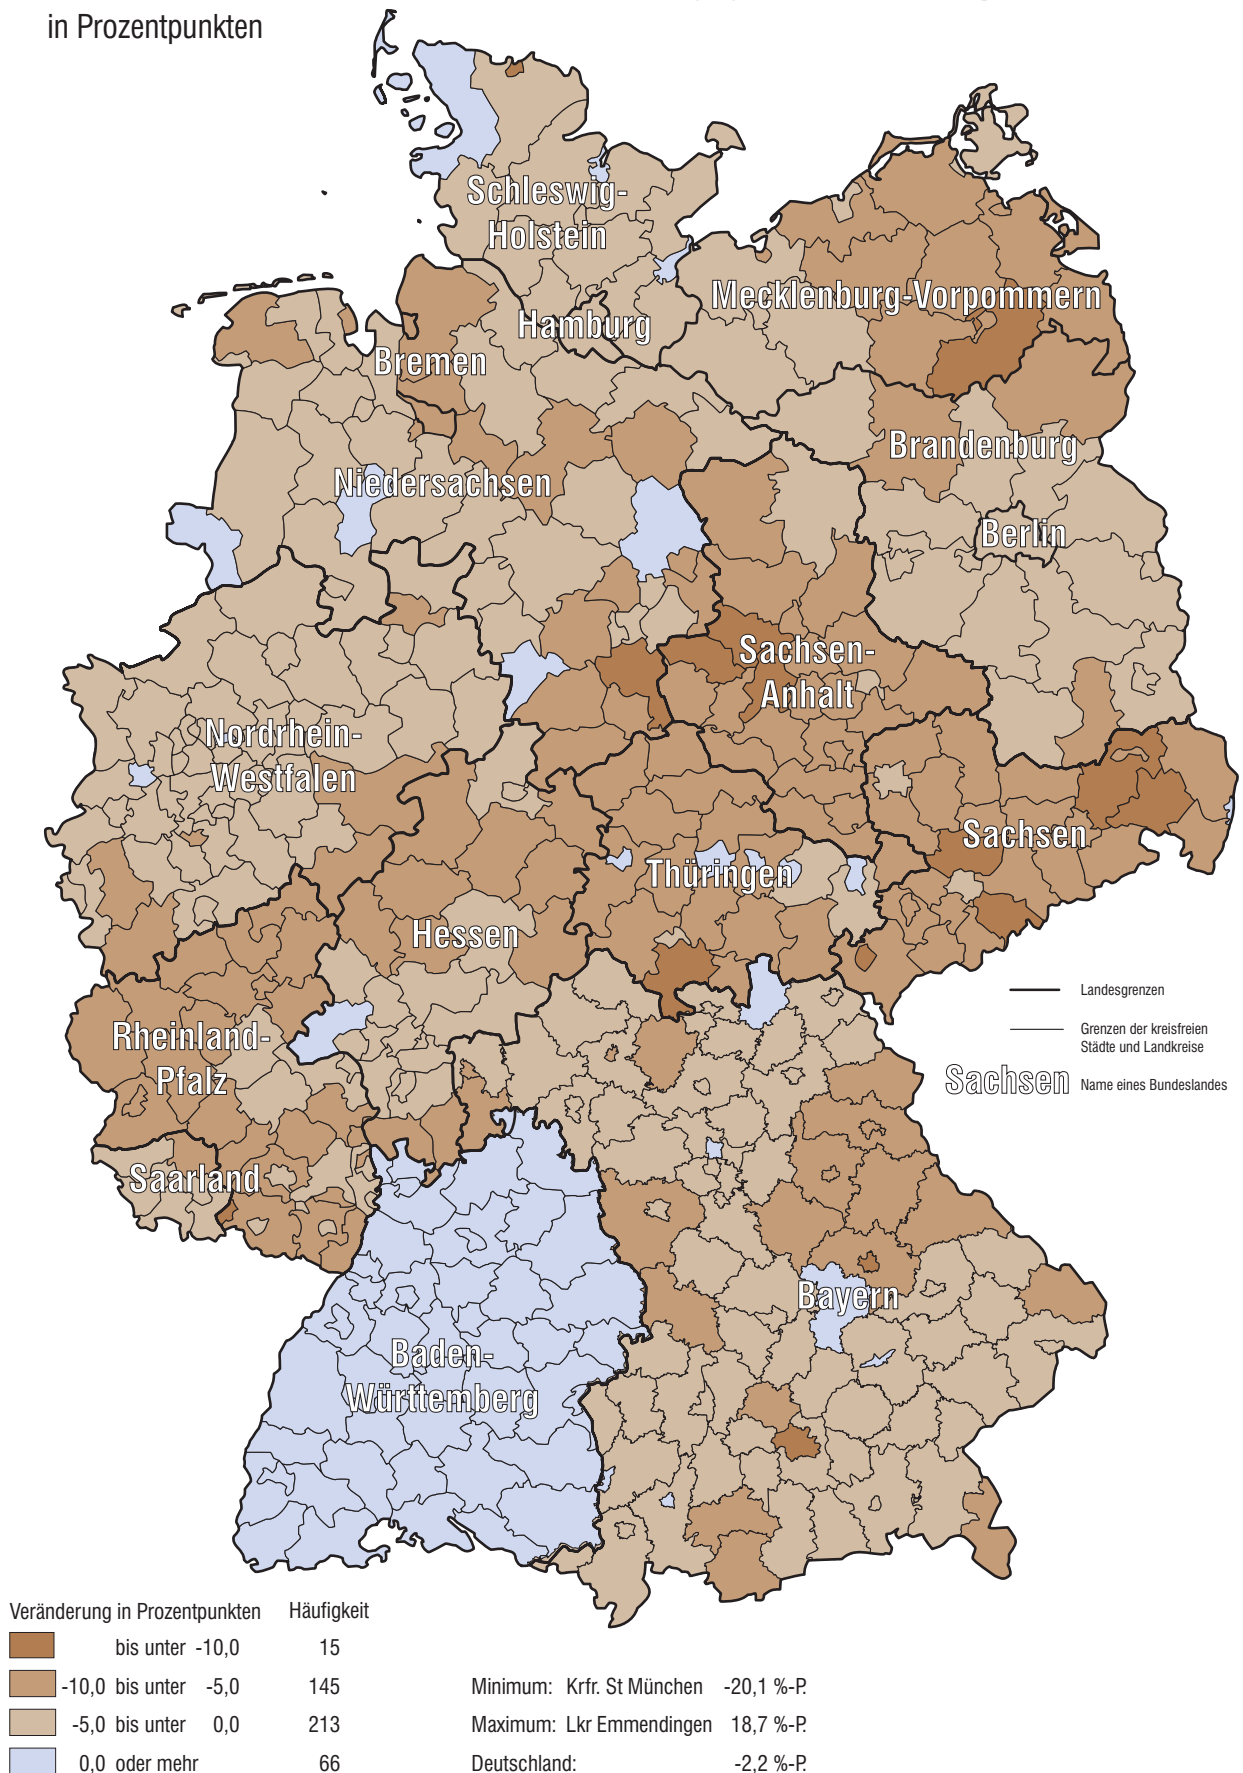 in Prozentpunkten
Schleswig-
Holstein
Mecklenburg-Vorpommern
Hamburg
Bremen
Brandenburg
Niedersachsen
Berlin
Sachsen-
Anhalt
Nordrhein-
Westfalen
Sachsen
Thüringen
Hessen
Landesgrenzen
Grenzen der kreisfreien
Städte und Landkreise
Sachsen Name eines Bundeslandes
Rheinland-
Pfalz
Saarland
Bayern
Baden-
Württemberg
Veränderung in Prozentpunkten Häufigkeit
bis unter -10,0 15
-10,0 bis unter -5,0 145
-5,0 bis unter 0,0 213
0,0 oder mehr 66
Minimum: Krfr. St München -20,1 %-P.
Maximum: Lkr Emmendingen 18,7 %-P.
Deutschland: -2,2 %-P.